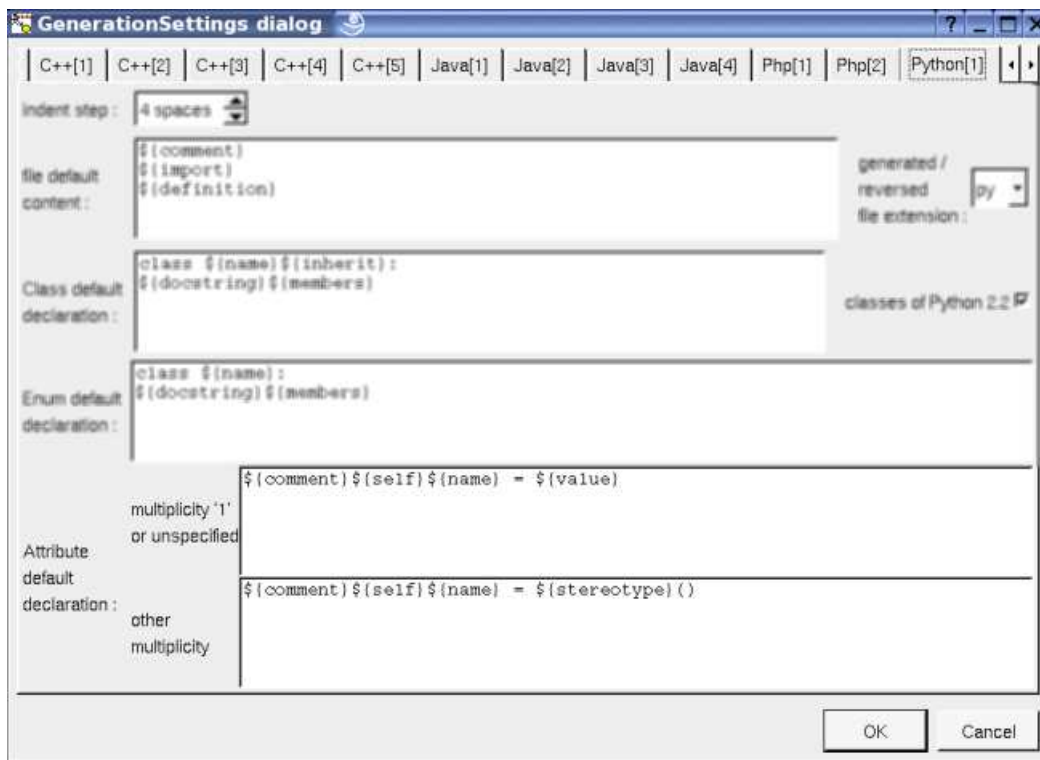 GenerationSettings dialog
C++[1] C++[2] C++[3] C++[4] C++[5] Java[1] Java[2] Java[3] Java[4] Php[1] Php[2] Python[1]
indent step : 4 spaces
file default
content :
${comment}
${import}
${definition}
generated /
reversed
file extension :
py
Class default
declaration :
class ${name}${inherit}:
${docstring}${members}
classes of Python 2.2
Enum default
declaration :
class ${name}:
${docstring}${members}
Attribute
default
declaration :
multiplicity '1'
or unspecified
${comment}${self}${name} = ${value}
other
multiplicity
${comment}${self}${name} = ${stereotype}()
OK Cancel